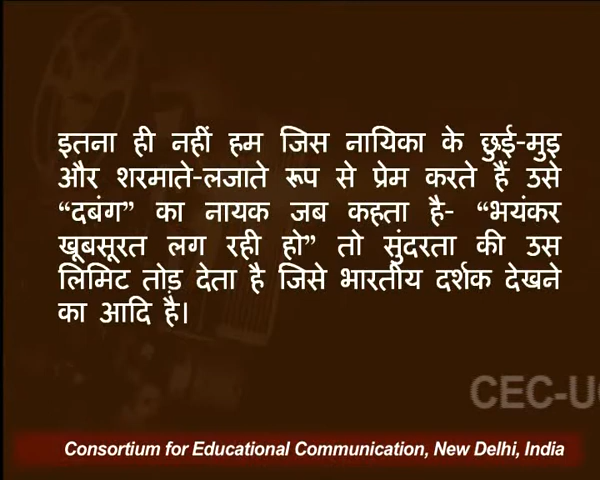 इतना ही नहीं हम जिस नायिका के छुई-मुइ
और शरमाते-लजाते रूप से प्रेम करते हैं उसे
“दबंग” का नायक जब कहता है- “भयंकर
खूबसूरत लग रही हो” तो सुंदरता की उस
लिमिट तोड़ देता है जिसे भारतीय दर्शक देखने
का आदि है।
CEC-U
Consortium for Educational Communication, New Delhi, India